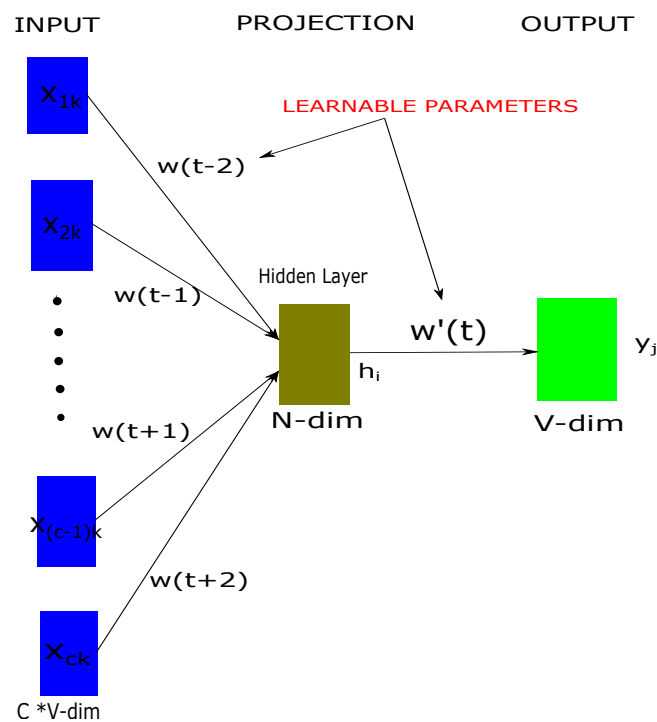 INPUT PROJECTION OUTPUT
x1k
LEARNABLE PARAMETERS
w(t-2)
x2k
Hidden Layer
w(t-1)
w'(t)
yj
hi
N-dim
V-dim
w(t+1)
x(c-1)k
w(t+2)
xck
C *V-dim